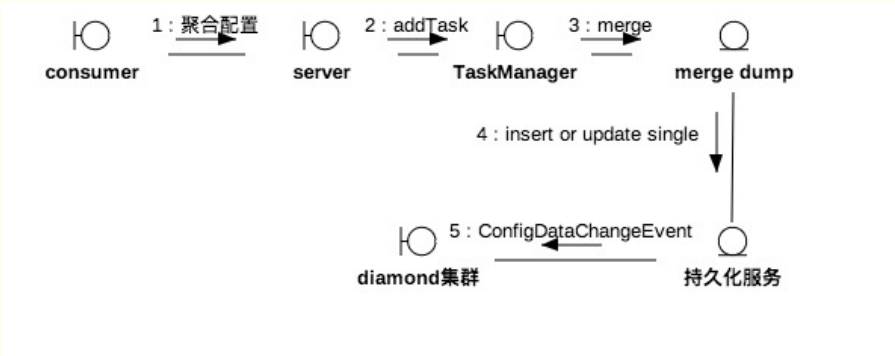 1 : 聚合配置
2 : addTask
3 : merge
consumer
server
TaskManager
merge dump
4 : insert or update single
5 : ConfigDataChangeEvent
diamond集群
持久化服务